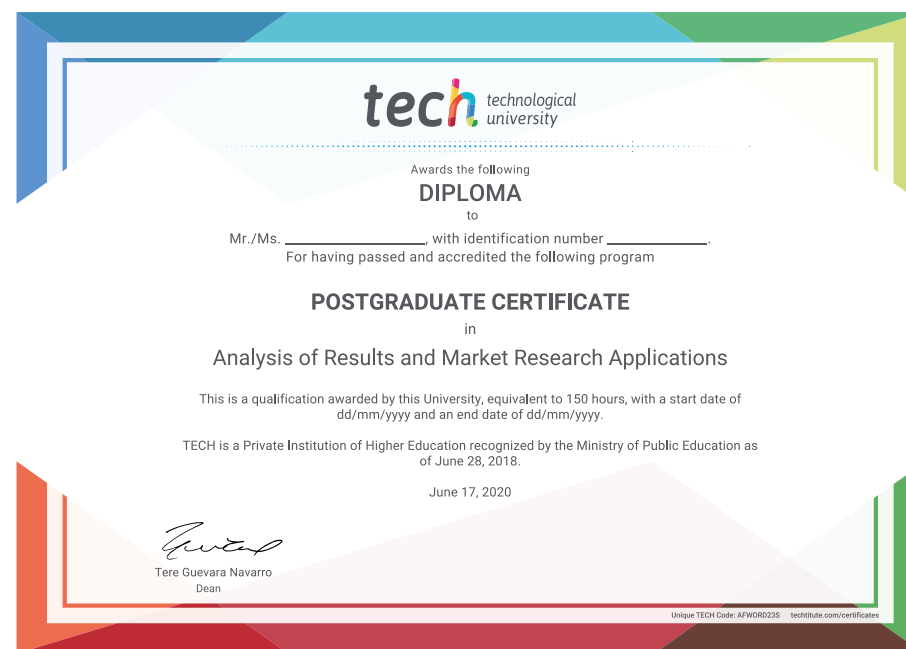 tech technological
university
Awards the following
DIPLOMA
to
Mr./Ms. ________________, with identification number ____________.
For having passed and accredited the following program
POSTGRADUATE CERTIFICATE
in
Analysis of Results and Market Research Applications
This is a qualification awarded by this University, equivalent to 150 hours, with a start date of
dd/mm/yyyy and an end date of dd/mm/yyyy.
TECH is a Private Institution of Higher Education recognized by the Ministry of Public Education as
of June 28, 2018.
June 17, 2020
Tere Guevara Navarro
Dean
Unique TECH Code: AFWORD23S techtitute.com/certificates